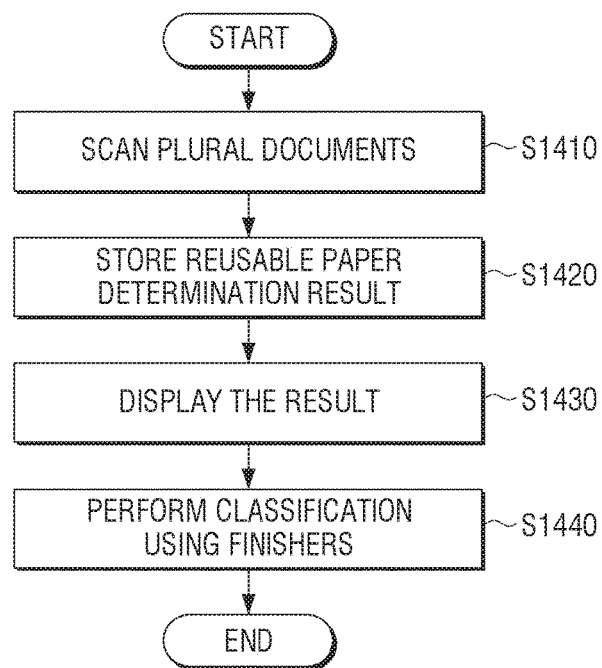 START
SCAN PLURAL DOCUMENTS
S1410
STORE REUSABLE PAPER
DETERMINATION RESULT
S1420
DISPLAY THE RESULT
S1430
PERFORM CLASSIFICATION
USING FINISHERS
S1440
END